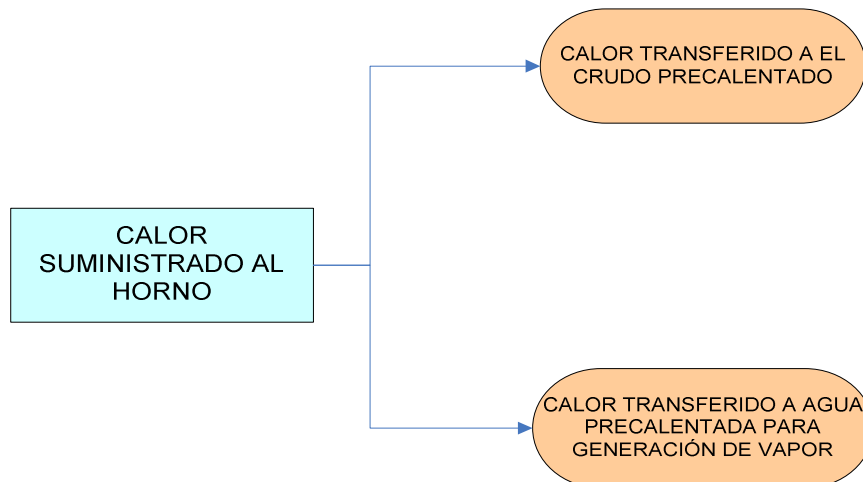 CALOR TRANSFERIDO A EL
CRUDO PRECALENTADO
CALOR
SUMINISTRADO AL
HORNO
CALOR TRANSFERIDO A AGUA
PRECALENTADA PARA
GENERACIÓN DE VAPOR